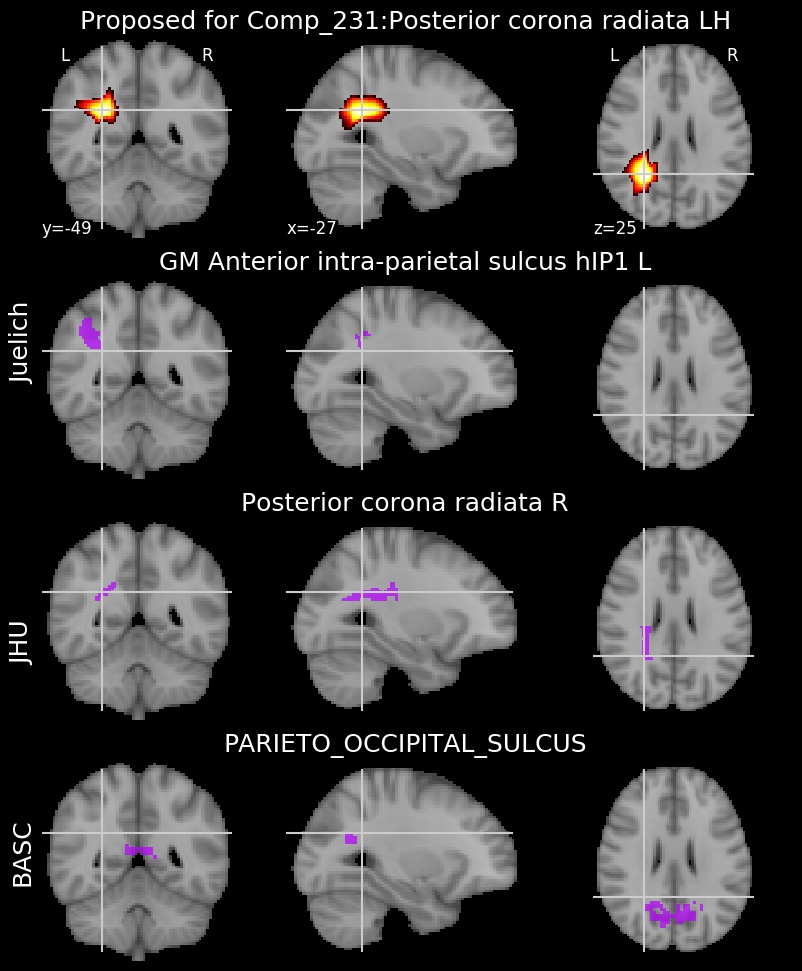 Proposed for Comp_231:Posterior corona radiata LH
L R L R
y=-49 x=-27 z=25
GM Anterior intra-parietal sulcus hIP1 L
Juelich
Posterior corona radiata R
JHU
PARIETO_OCCIPITAL_SULCUS
BASC